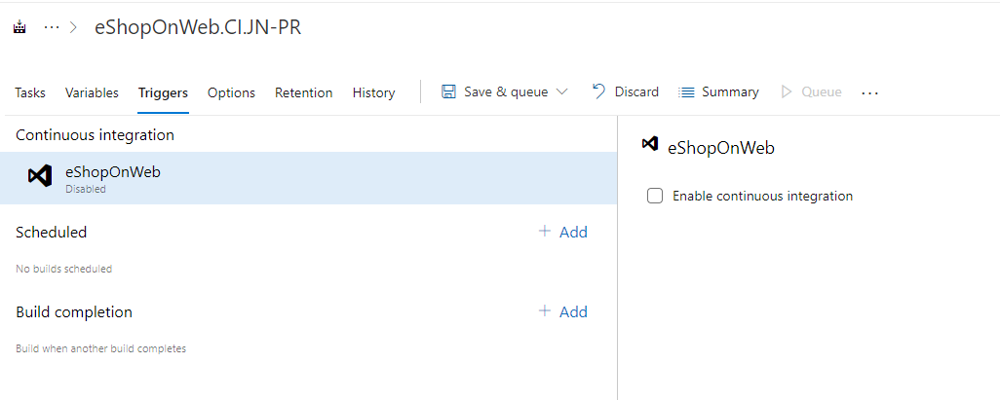 ··· > eShopOnWeb.CI.JN-PR
Tasks Variables Triggers Options Retention History Save & queue Discard Summary Queue ···
Continuous integration
eShopOnWeb
Disabled
Scheduled + Add
No builds scheduled
Build completion + Add
Build when another build completes
eShopOnWeb
Enable continuous integration